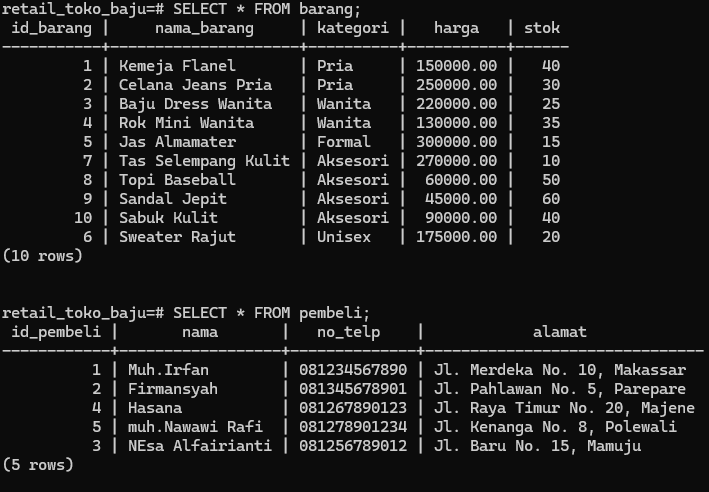 retail_toko_baju=# SELECT * FROM barang;
 id_barang |     nama_barang      | kategori |   harga   | stok
-----------+----------------------+----------+-----------+------
         1 | Kemeja Flanel        | Pria     | 150000.00 |   40
         2 | Celana Jeans Pria    | Pria     | 250000.00 |   30
         3 | Baju Dress Wanita    | Wanita   | 220000.00 |   25
         4 | Rok Mini Wanita      | Wanita   | 130000.00 |   35
         5 | Jas Almamater        | Formal   | 300000.00 |   15
         7 | Tas Selempang Kulit  | Aksesori | 270000.00 |   10
         8 | Topi Baseball        | Aksesori |  60000.00 |   50
         9 | Sandal Jepit         | Aksesori |  45000.00 |   60
        10 | Sabuk Kulit          | Aksesori |  90000.00 |   40
         6 | Sweater Rajut        | Unisex   | 175000.00 |   20
(10 rows)
retail_toko_baju=# SELECT * FROM pembeli;
 id_pembeli |       nama       |   no_telp    |            alamat
------------+------------------+--------------+-------------------------------
          1 | Muh.Irfan        | 081234567890 | Jl. Merdeka No. 10, Makassar
          2 | Firmansyah       | 081345678901 | Jl. Pahlawan No. 5, Parepare
          4 | Hasana           | 081267890123 | Jl. Raya Timur No. 20, Majene
          5 | muh.Nawawi Rafi  | 081278901234 | Jl. Kenanga No. 8, Polewali
          3 | NEsa Alfairianti | 081256789012 | Jl. Baru No. 15, Mamuju
(5 rows)